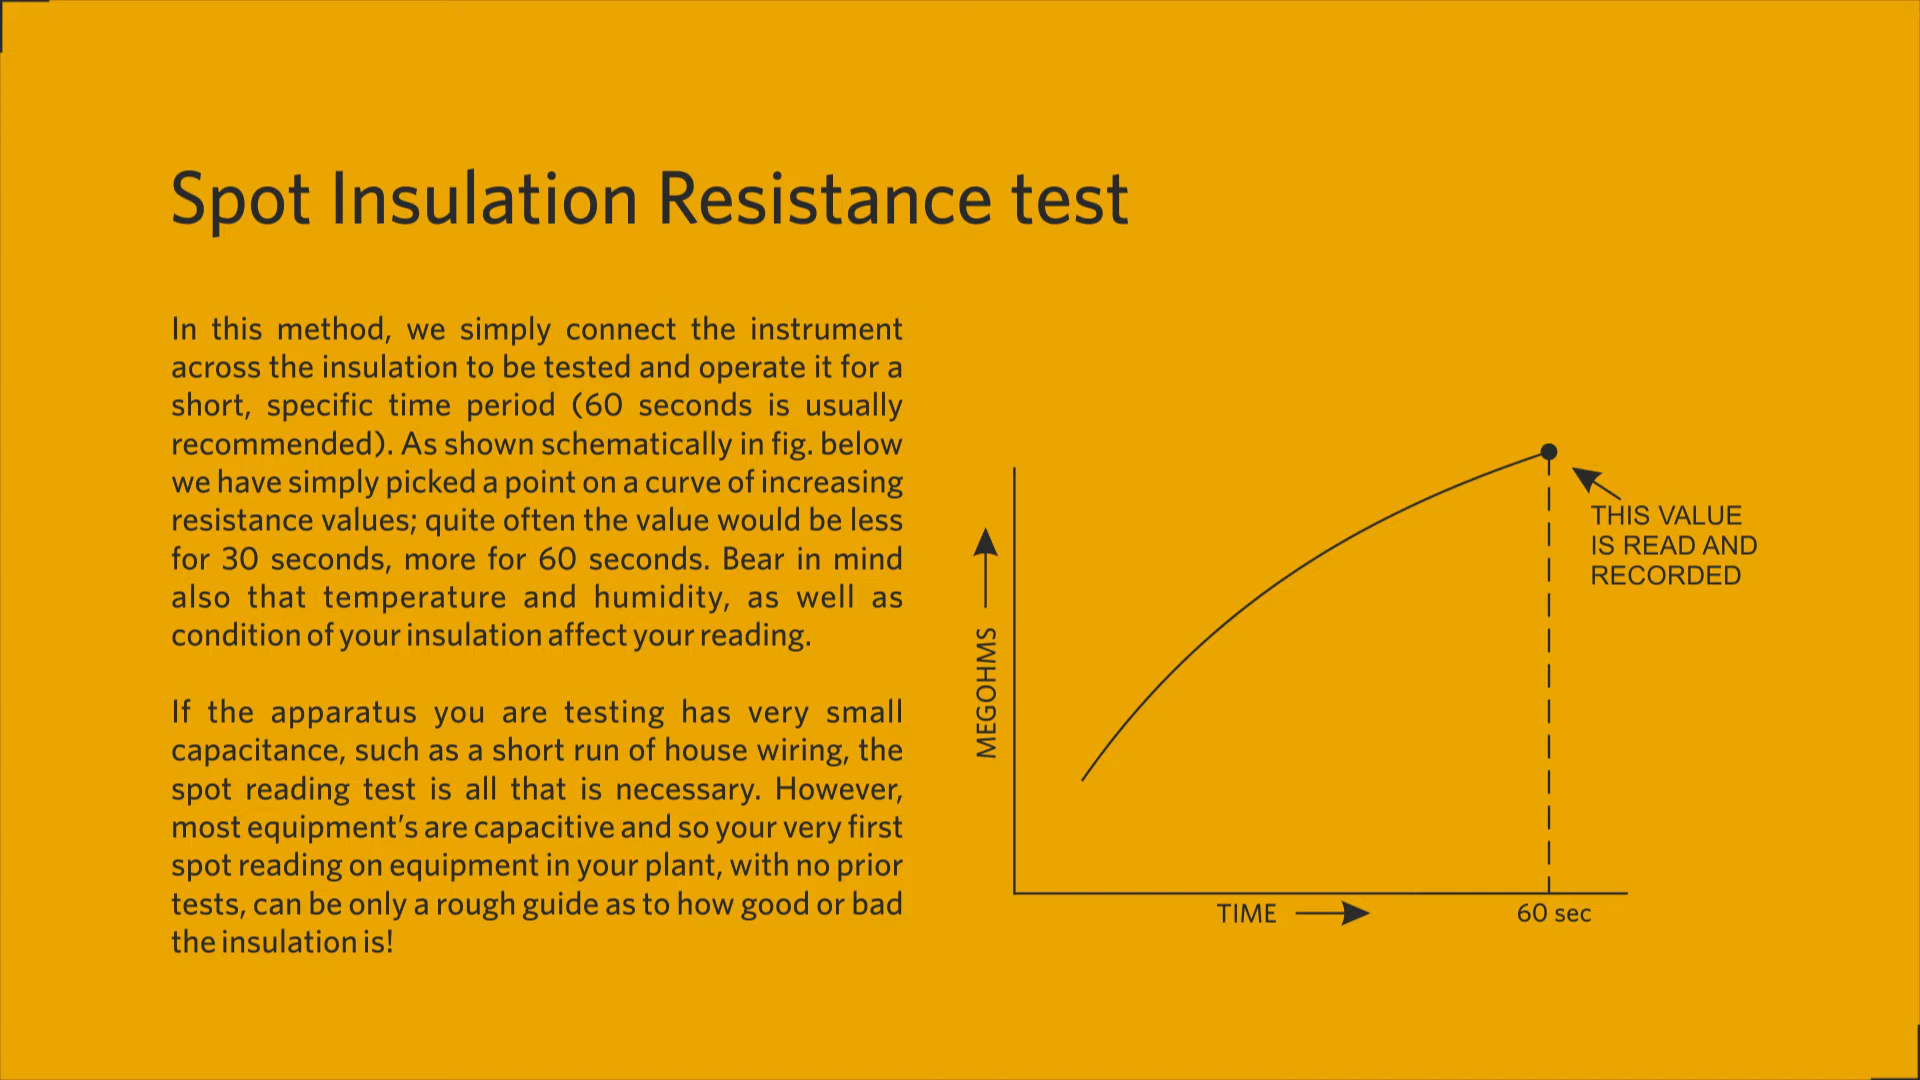 Spot Insulation Resistance test
In this method, we simply connect the instrument
across the insulation to be tested and operate it for a
short, specific time period (60 seconds is usually
recommended). As shown schematically in fig. below
we have simply picked a point on a curve of increasing
resistance values; quite often the value would be less
for 30 seconds, more for 60 seconds. Bear in mind
also that temperature and humidity, as well as
condition of your insulation affect your reading.
If the apparatus you are testing has very small
capacitance, such as a short run of house wiring, the
spot reading test is all that is necessary. However,
most equipment's are capacitive and so your very first
spot reading on equipment in your plant, with no prior
tests, can be only a rough guide as to how good or bad
the insulation is!
MEGOHMS
THIS VALUE
IS READ AND
RECORDED
TIME
60 sec